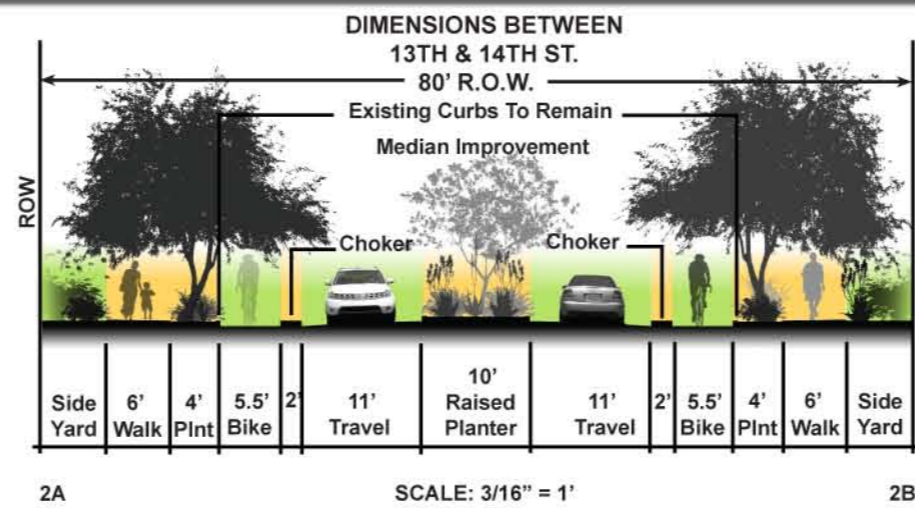 DIMENSIONS BETWEEN
13TH & 14TH ST.
80' R.O.W.
Existing Curbs To Remain
Median Improvement
ROW
Choker
Choker
Side
Yard
6'
Walk
4'
Plnt
5.5'
Bike
2'
11'
Travel
10'
Raised
Planter
11'
Travel
2'
5.5'
Bike
4'
Plnt
6'
Walk
Side
Yard
2A
SCALE: 3/16" = 1'
2B